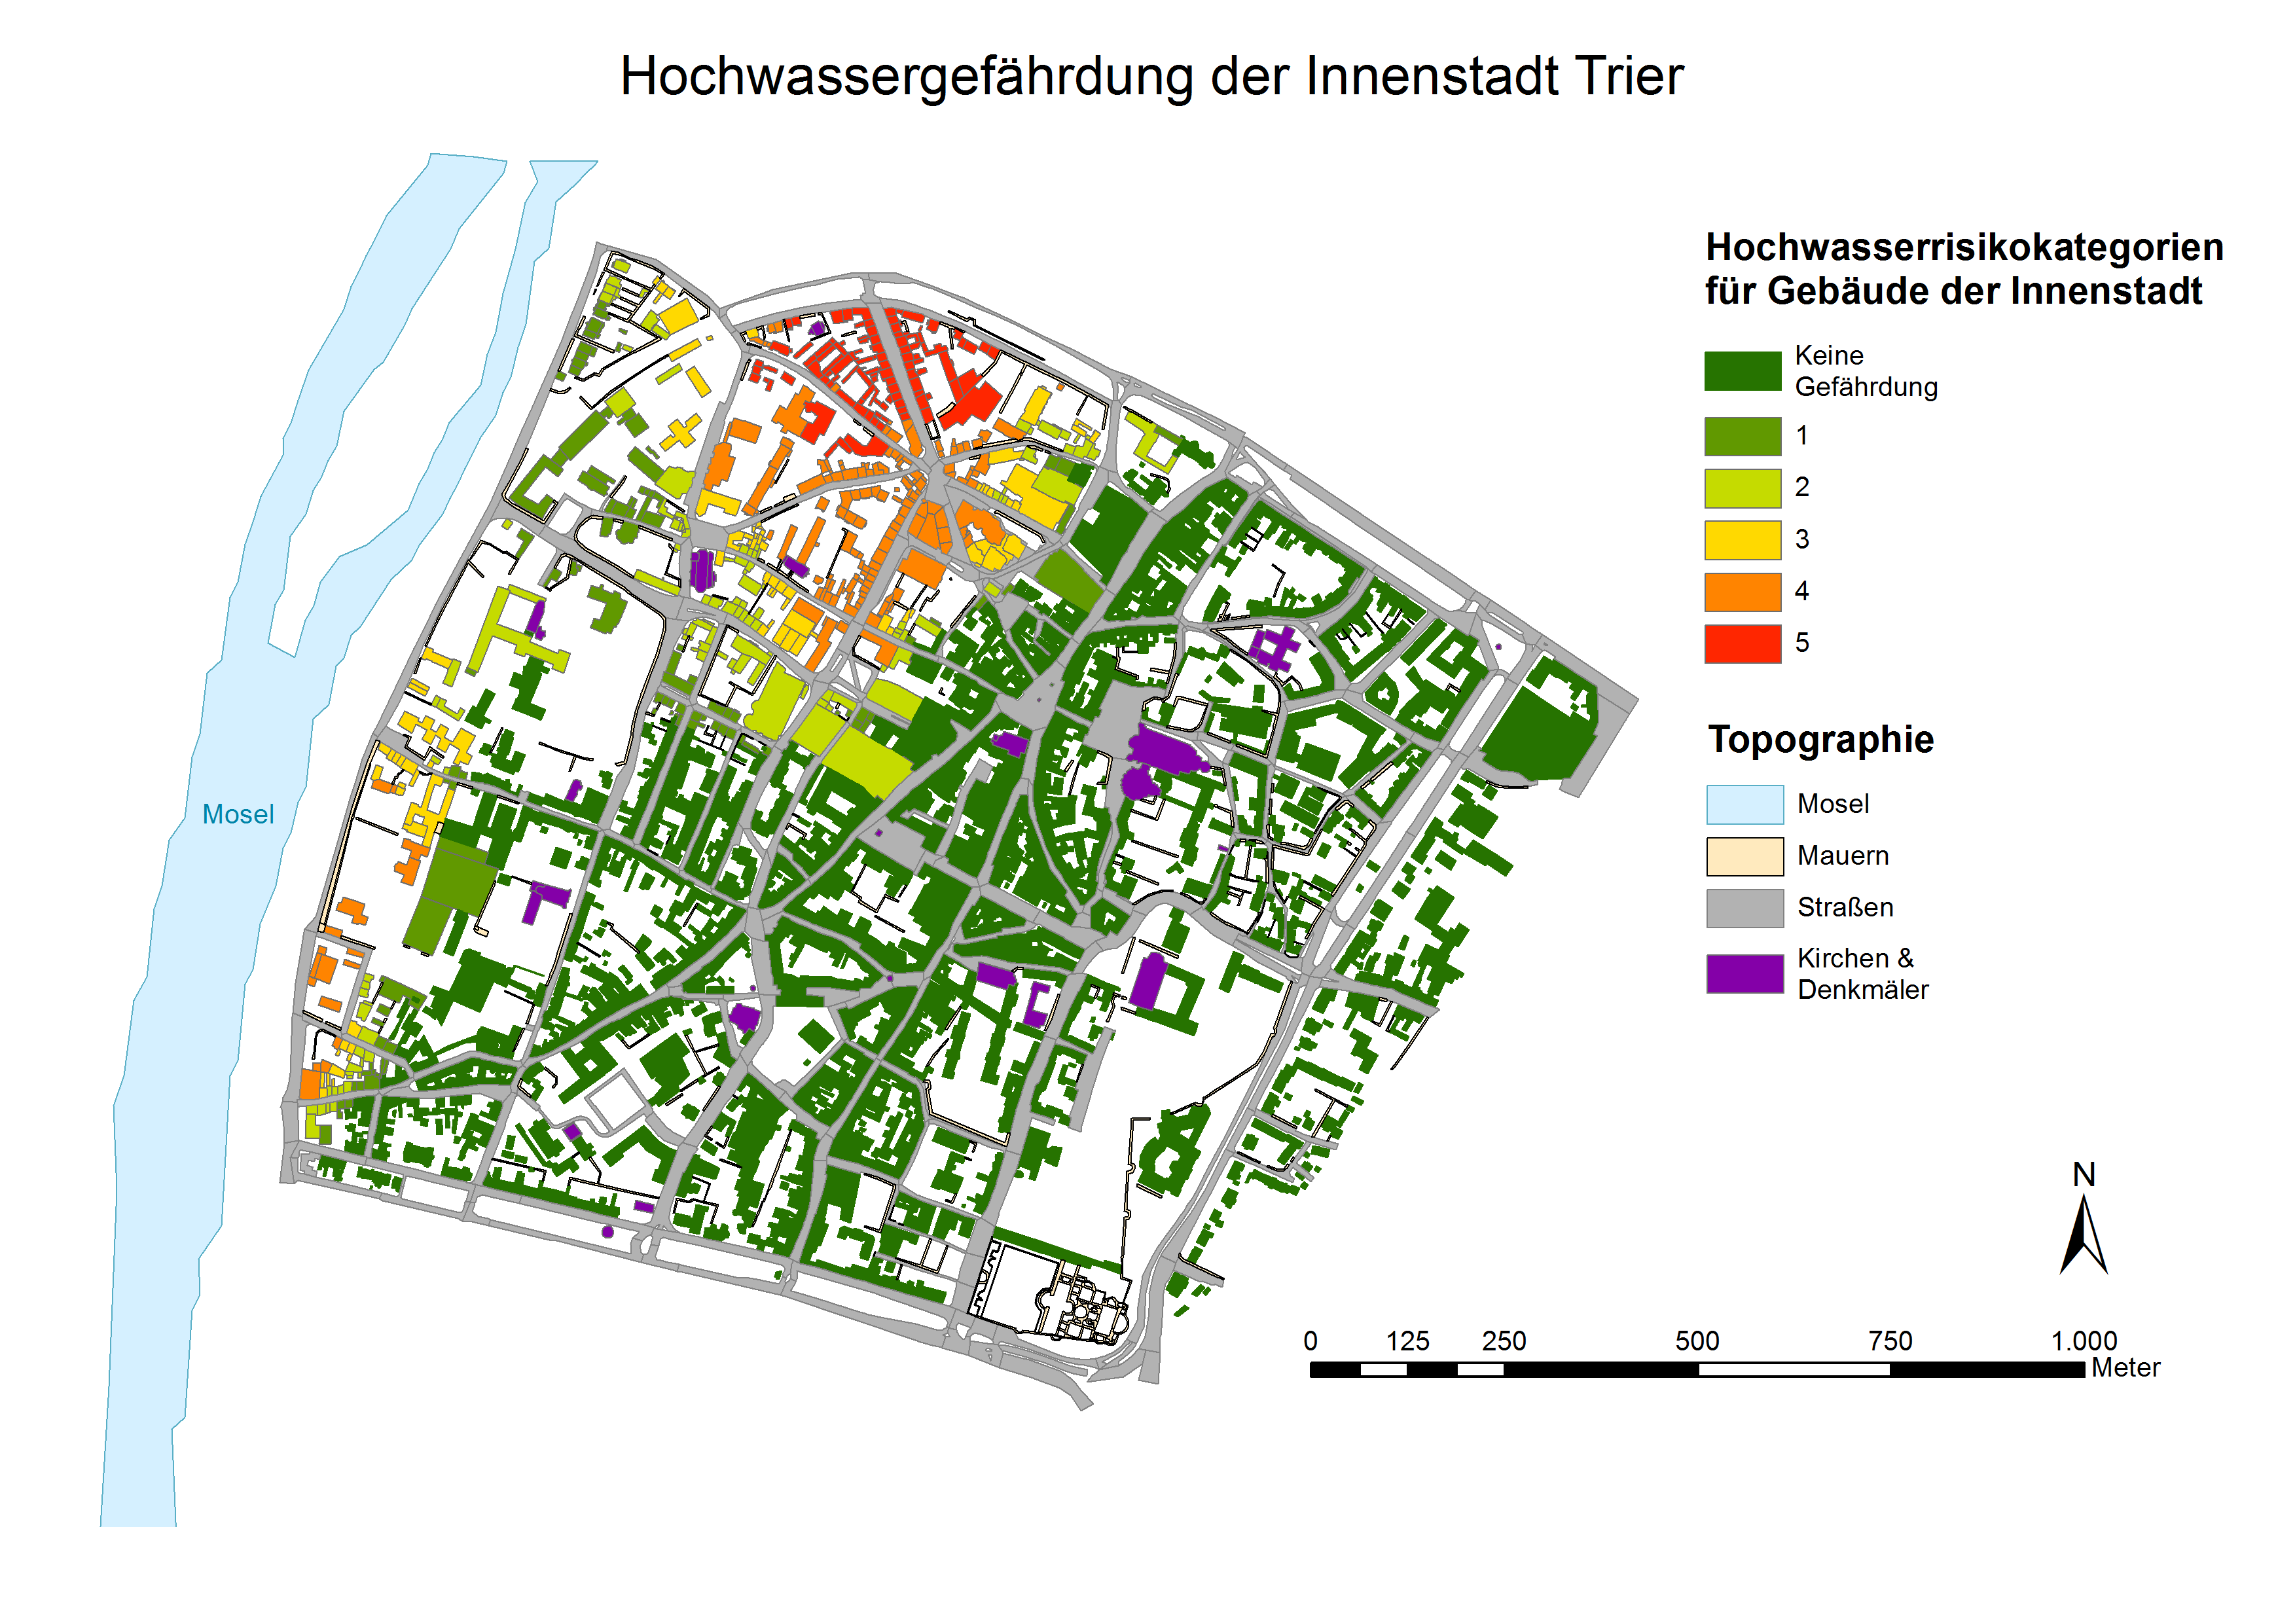 Hochwassergefährdung der Innenstadt Trier
Hochwasserrisikokategorien
für Gebäude der Innenstadt
Keine
Gefährdung
1
2
3
4
5
Topographie
Mosel
Mosel
Mauern
Straßen
Kirchen &
Denkmäler
N
0 125 250 500 750 1.000
Meter